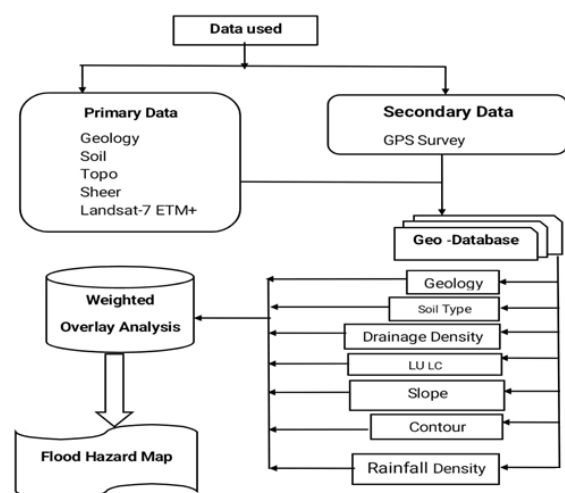 Data used
Primary Data
Geology
Soil
Topo
Sheer
Landsat-7 ETM+
Secondary Data
GPS Survey
Geo -Database
Geology
Soil Type
Drainage Density
LU LC
Slope
Contour
Rainfall Density
Weighted
Overlay Analysis
Flood Hazard Map